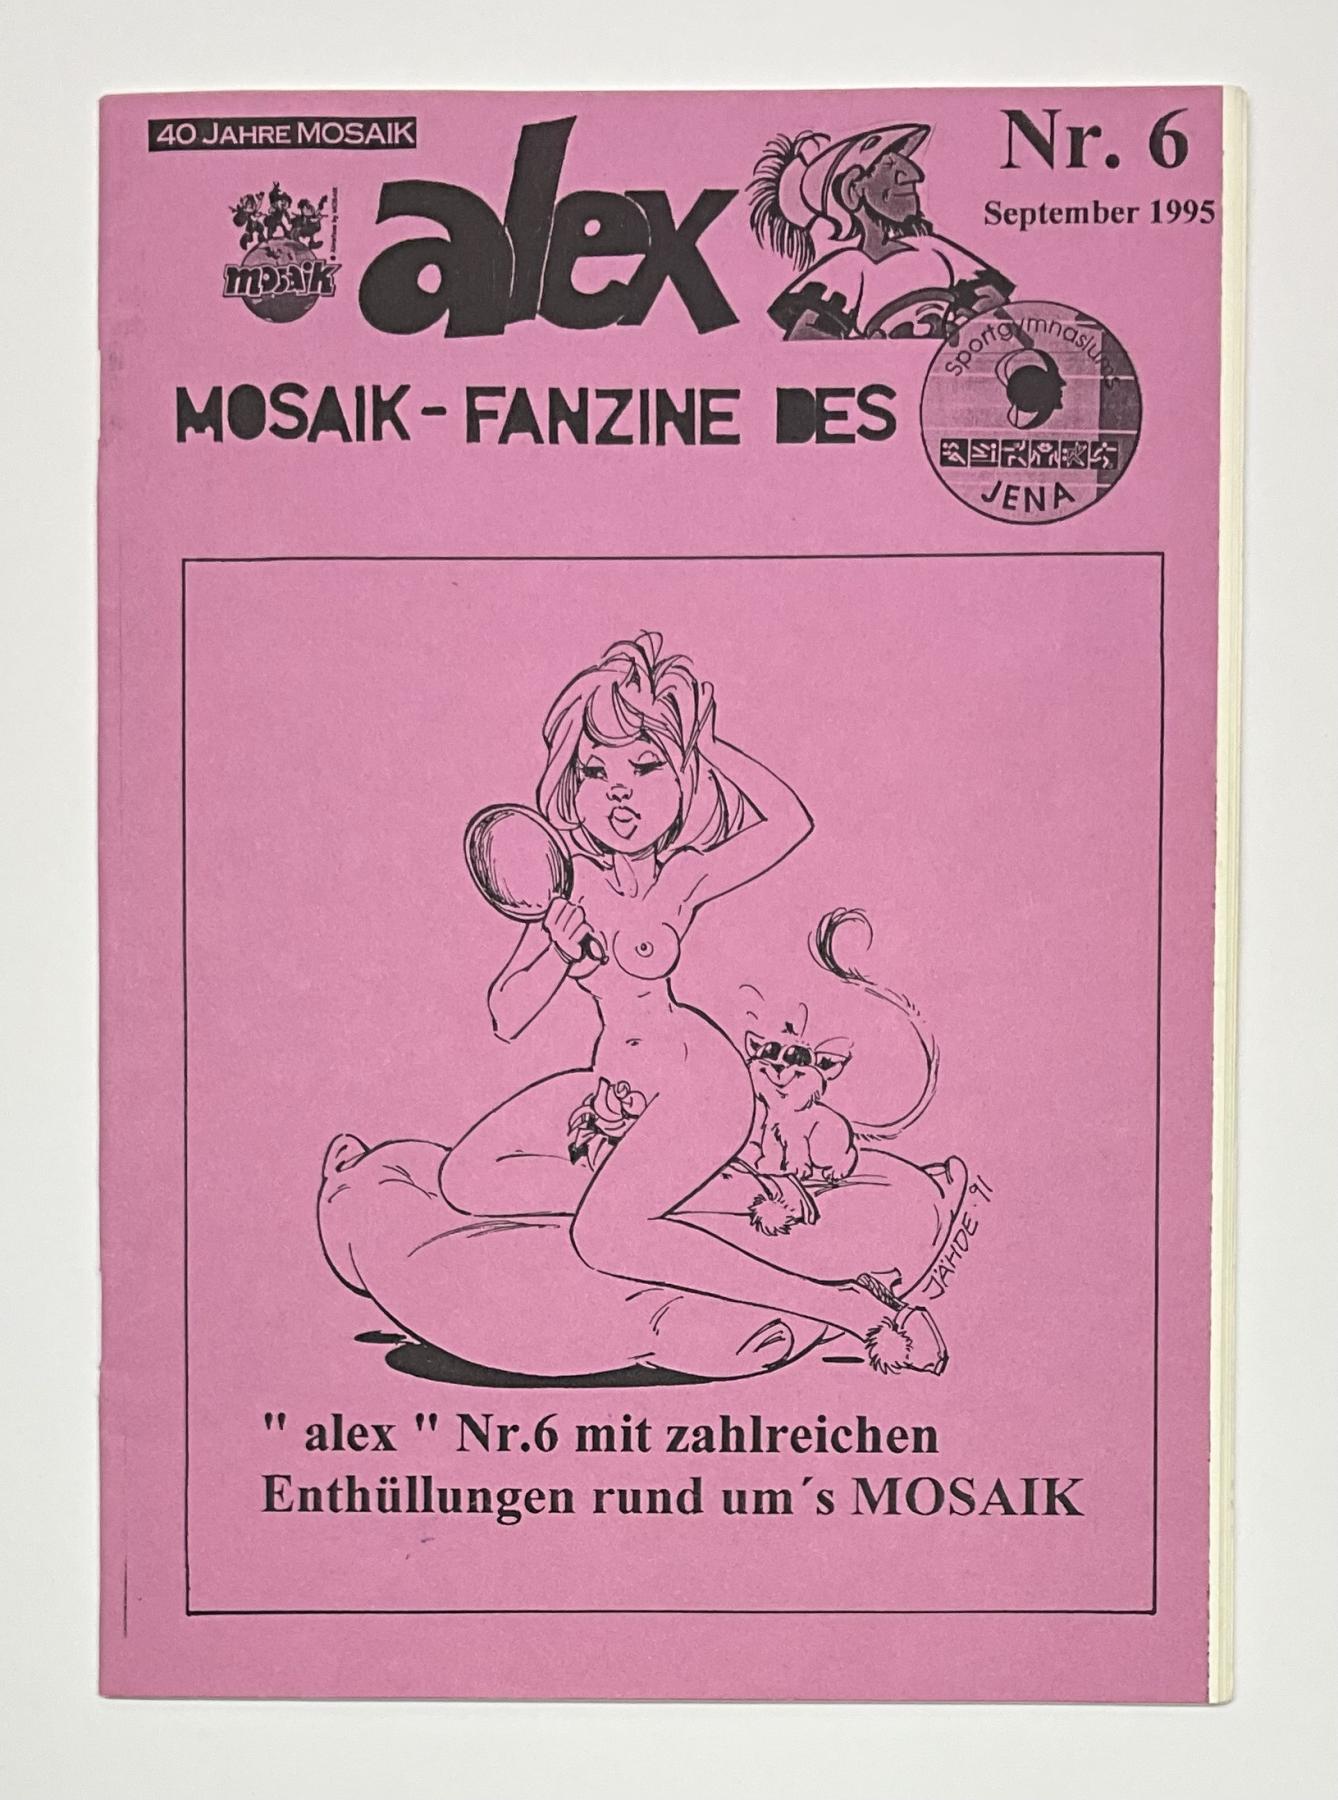 40 JAHRE MOSAIK
alex
Nr. 6
September 1995
mosaik
MOSAIK - FANZINE DES
Sportgymnasiums
JENA
JÄHDE · 91
" alex " Nr.6 mit zahlreichen
Enthüllungen rund um´s MOSAIK